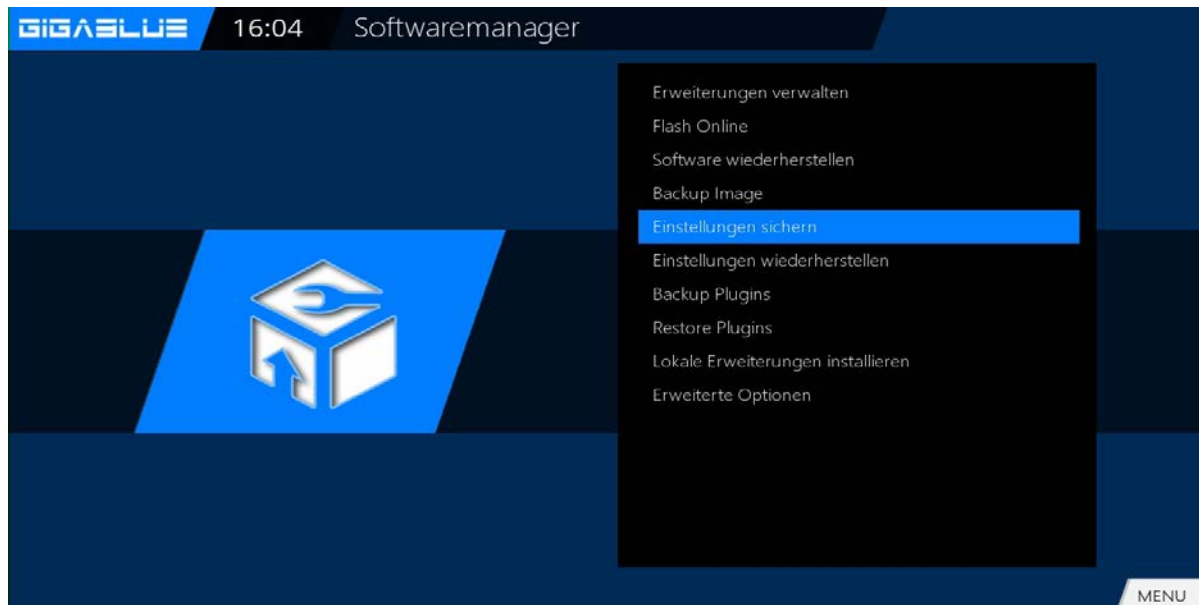 GIGABLUE 16:04 Softwaremanager
Erweiterungen verwalten
Flash Online
Software wiederherstellen
Backup Image
Einstellungen sichern
Einstellungen wiederherstellen
Backup Plugins
Restore Plugins
Lokale Erweiterungen installieren
Erweiterte Optionen
MENU